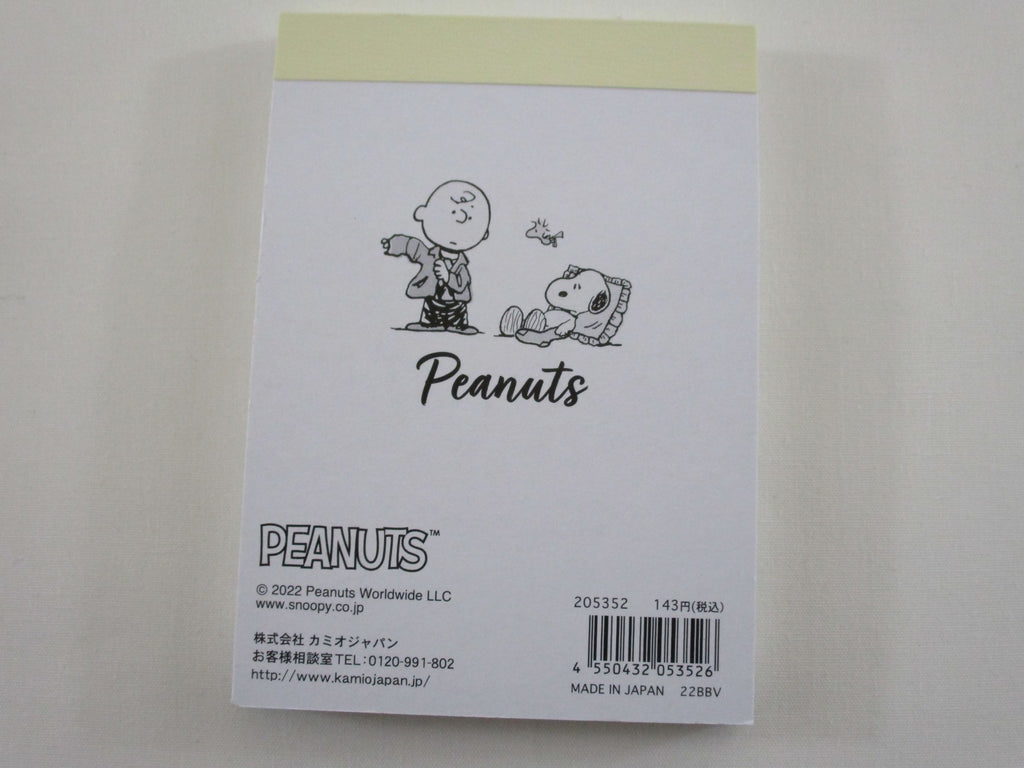 Peanuts
PEANUTS™
© 2022 Peanuts Worldwide LLC
www.snoopy.co.jp
株式会社 カミオジャパン
お客様相談室TEL:0120-991-802
http://www.kamiojapan.jp/
205352 143円(税込)
4 550432 053526
MADE IN JAPAN 22BBV